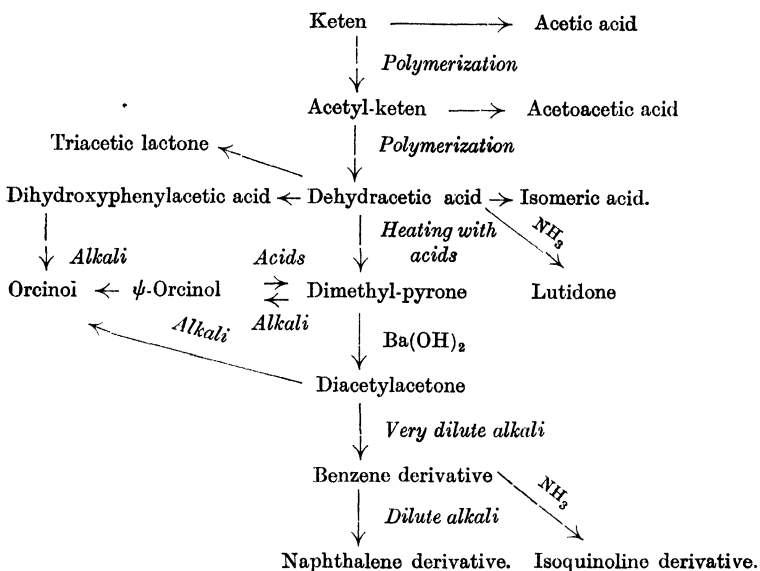 Keten Acetic acid
Polymerization
Acetyl-keten Acetoacetic acid
Triacetic lactone Polymerization
Dihydroxyphenylacetic acid Dehydracetic acid Isomeric acid.
Heating with NH₃
Alkali Acids acids
Orcinol ψ-Orcinol Dimethyl-pyrone Lutidone
Alkali Alkali
Ba(OH)₂
Diacetylacetone
Very dilute alkali
Benzene derivative
NH₃
Dilute alkali
Naphthalene derivative. Isoquinoline derivative.